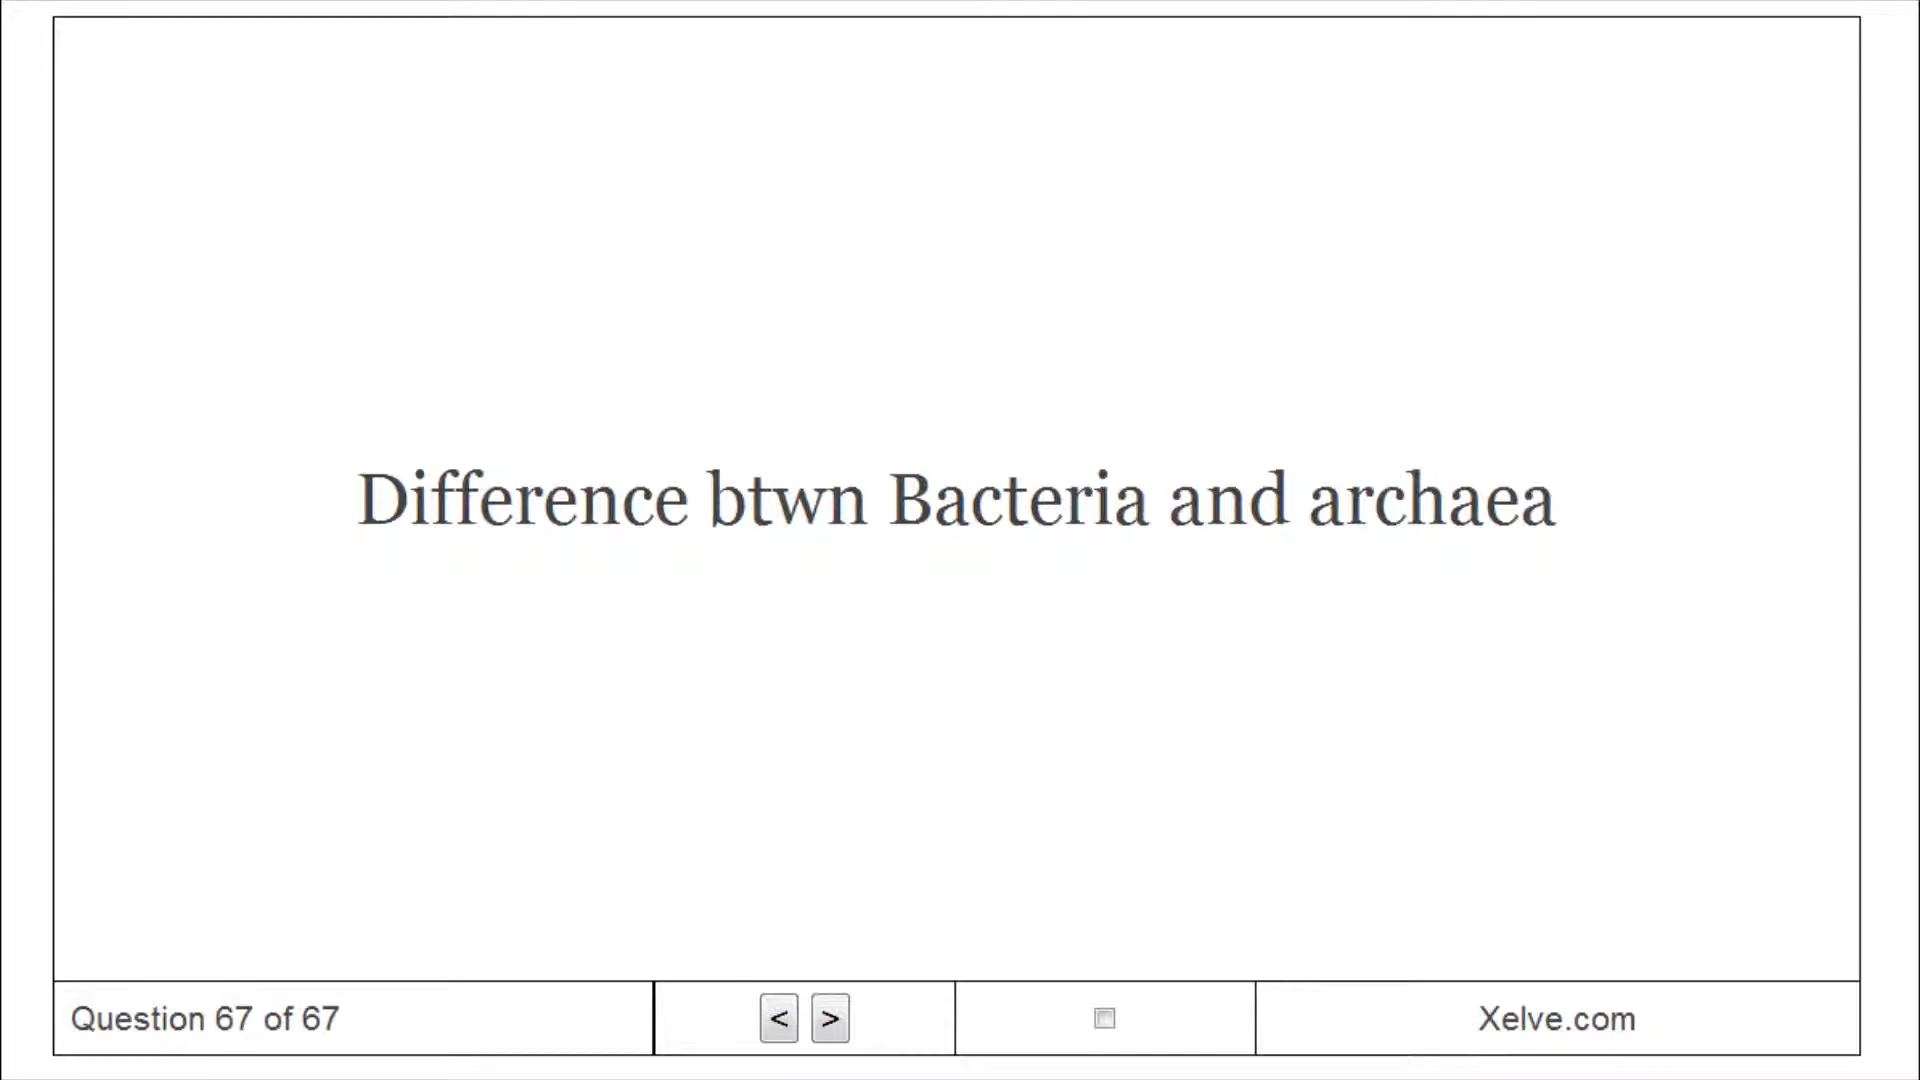 Difference btwn Bacteria and archaea
Question 67 of 67
< >
Xelve.com